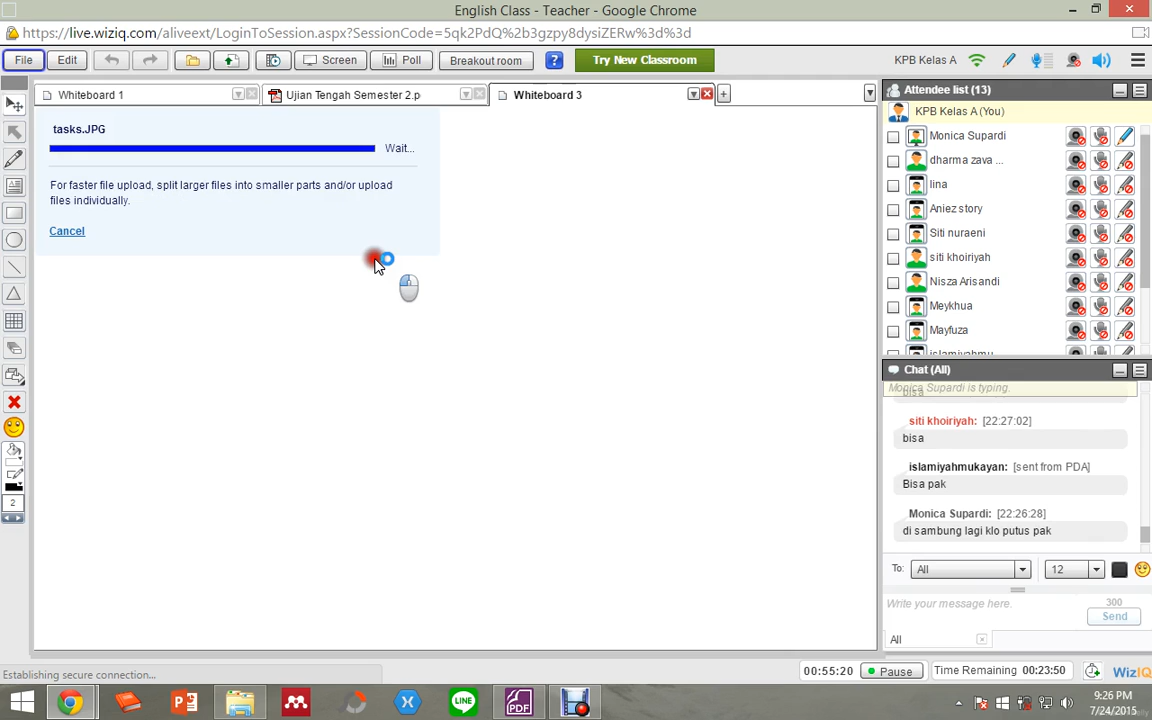 English Class - Teacher - Google Chrome
https://live.wiziq.com/aliveext/LoginToSession.aspx?SessionCode=5qk2PdQ%2b3gzpy8dysiZERw%3d%3d
File Edit Screen Poll Breakout room ? Try New Classroom KPB Kelas A
Whiteboard 1 Ujian Tengah Semester 2.p Whiteboard 3
tasks.JPG
Wait...
For faster file upload, split larger files into smaller parts and/or upload
files individually.
Cancel
2
Attendee list (13)
KPB Kelas A (You)
Monica Supardi
dharma zava ...
lina
Aniez story
Siti nuraeni
siti khoiriyah
Nisza Arisandi
Meykhua
Mayfuza
islamiyahmu
Chat (All)
Monica Supardi is typing.
bisa
siti khoiriyah: [22:27:02]
bisa
islamiyahmukayan: [sent from PDA]
Bisa pak
Monica Supardi: [22:26:28]
di sambung lagi klo putus pak
To: All 12
Write your message here. 300
Send
All
Establishing secure connection...
00:55:20 Pause Time Remaining 00:23:50 WizIQ
PDF
LINE
9:26 PM
7/24/2015